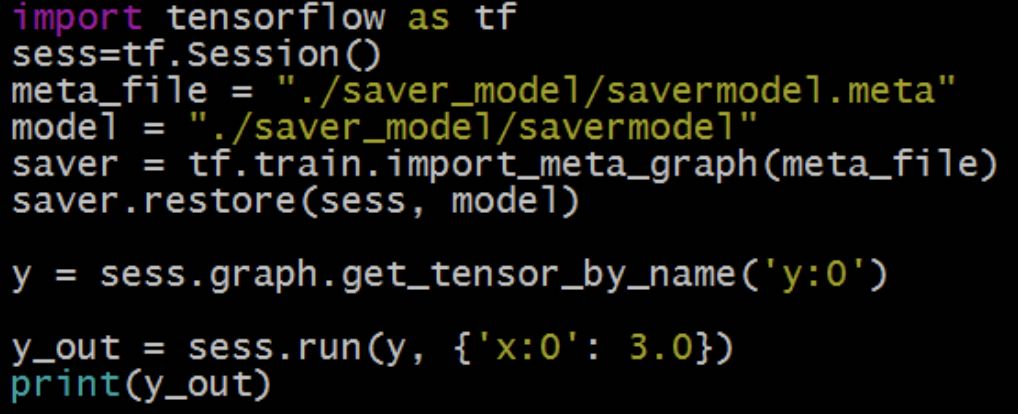 import tensorflow as tf
sess=tf.Session()
meta_file = "./saver_model/savermodel.meta"
model = "./saver_model/savermodel"
saver = tf.train.import_meta_graph(meta_file)
saver.restore(sess, model)
y = sess.graph.get_tensor_by_name('y:0')
y_out = sess.run(y, {'x:0': 3.0})
print(y_out)